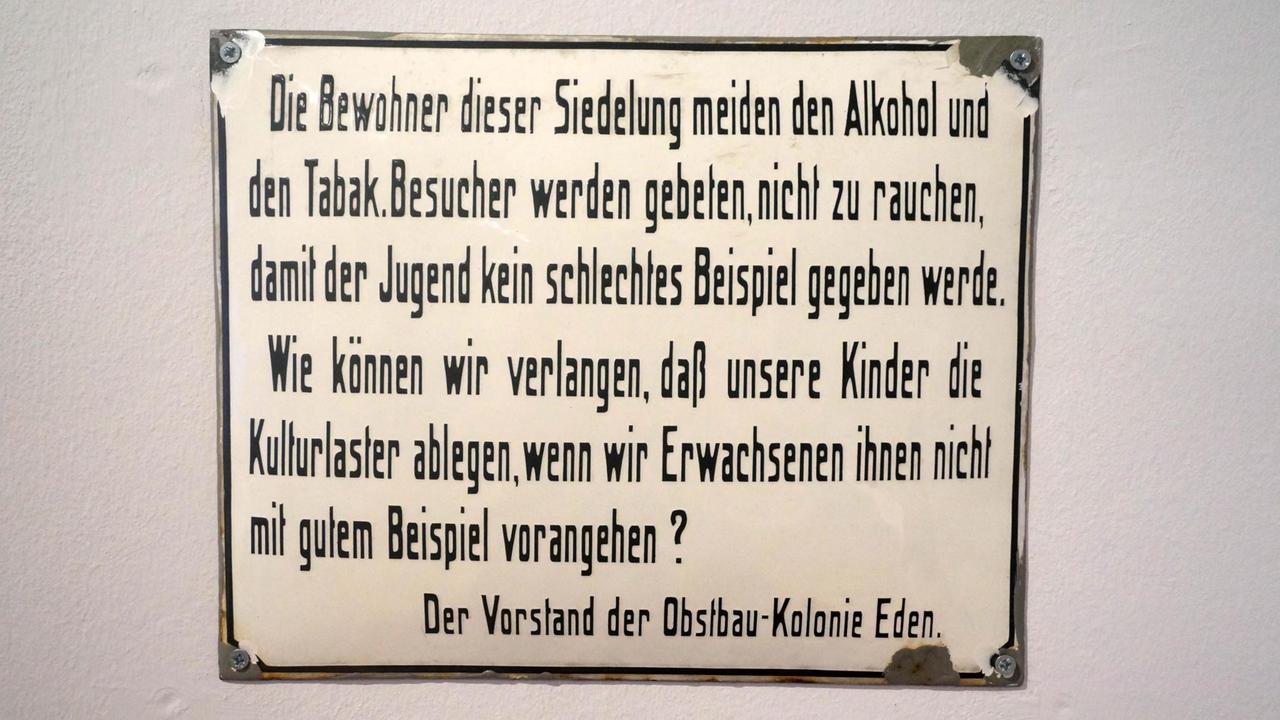 Die Bewohner dieser Siedelung meiden den Alkohol und
den Tabak. Besucher werden gebeten, nicht zu rauchen,
damit der Jugend kein schlechtes Beispiel gegeben werde.
Wie können wir verlangen, daß unsere Kinder die
Kulturlaster ablegen, wenn wir Erwachsenen ihnen nicht
mit gutem Beispiel vorangehen ?
Der Vorstand der Obstbau-Kolonie Eden.